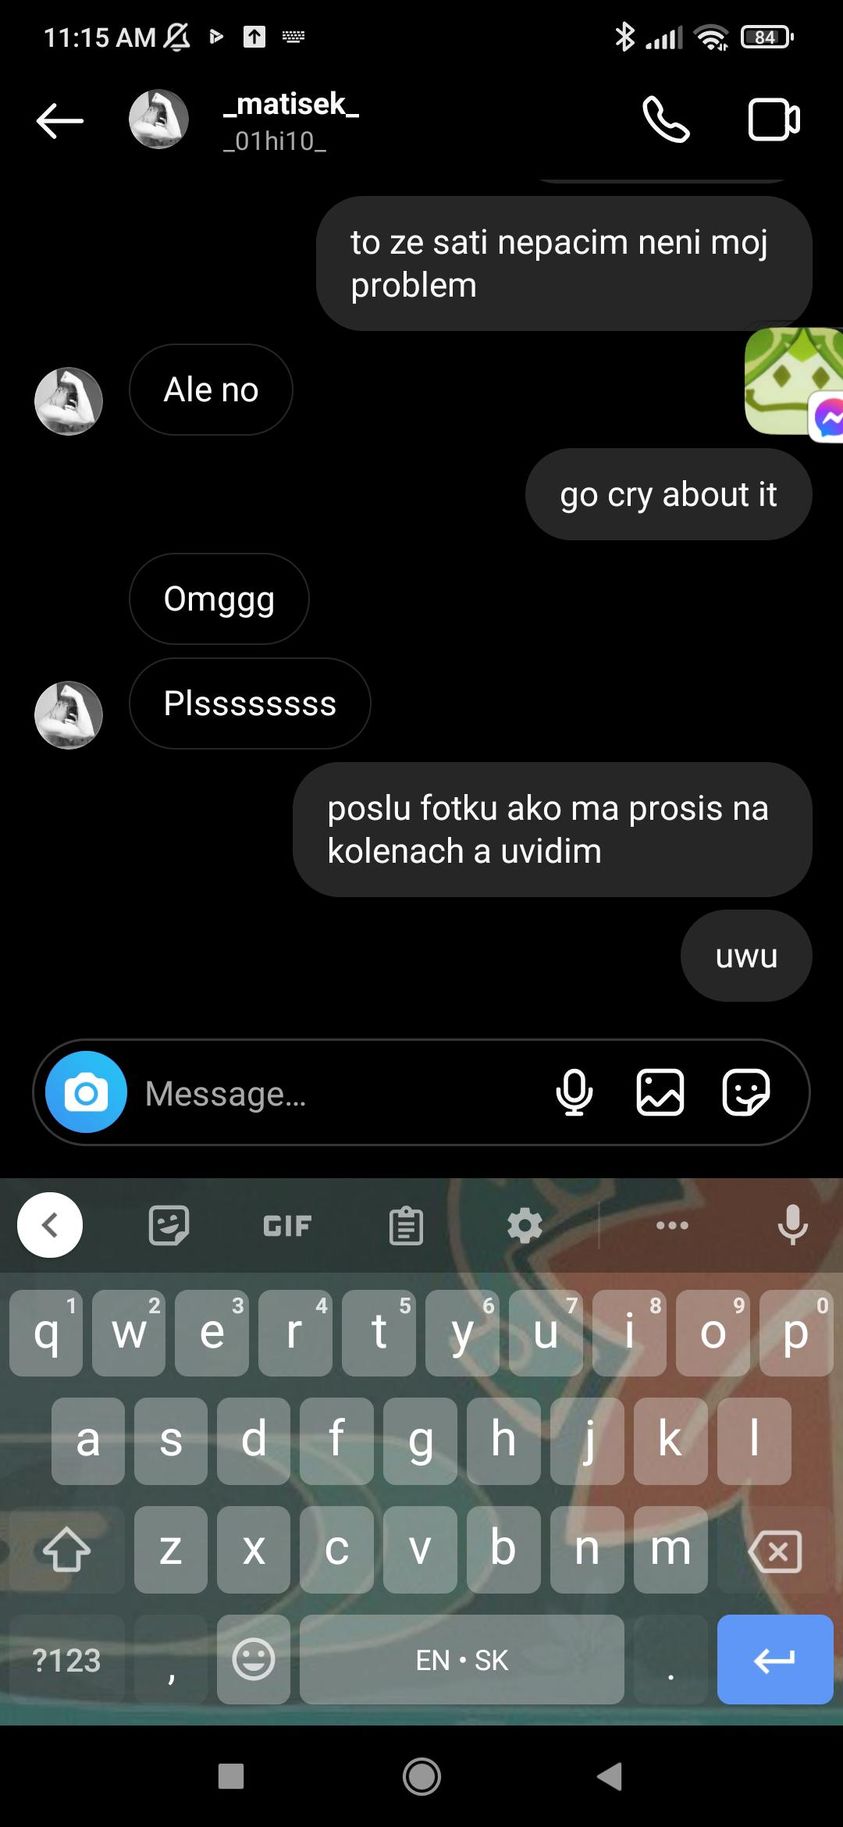 11:15 AM
84
_matisek_
_01hi10_
to ze sati nepacim neni moj
problem
Ale no
go cry about it
Omggg
Plssssssss
poslu fotku ako ma prosis na
kolenach a uvidim
uwu
Message...
GIF
1 2 3 4 5 6 7 8 9 0
q w e r t y u i o p
a s d f g h j k l
z x c v b n m
?123 , EN • SK .